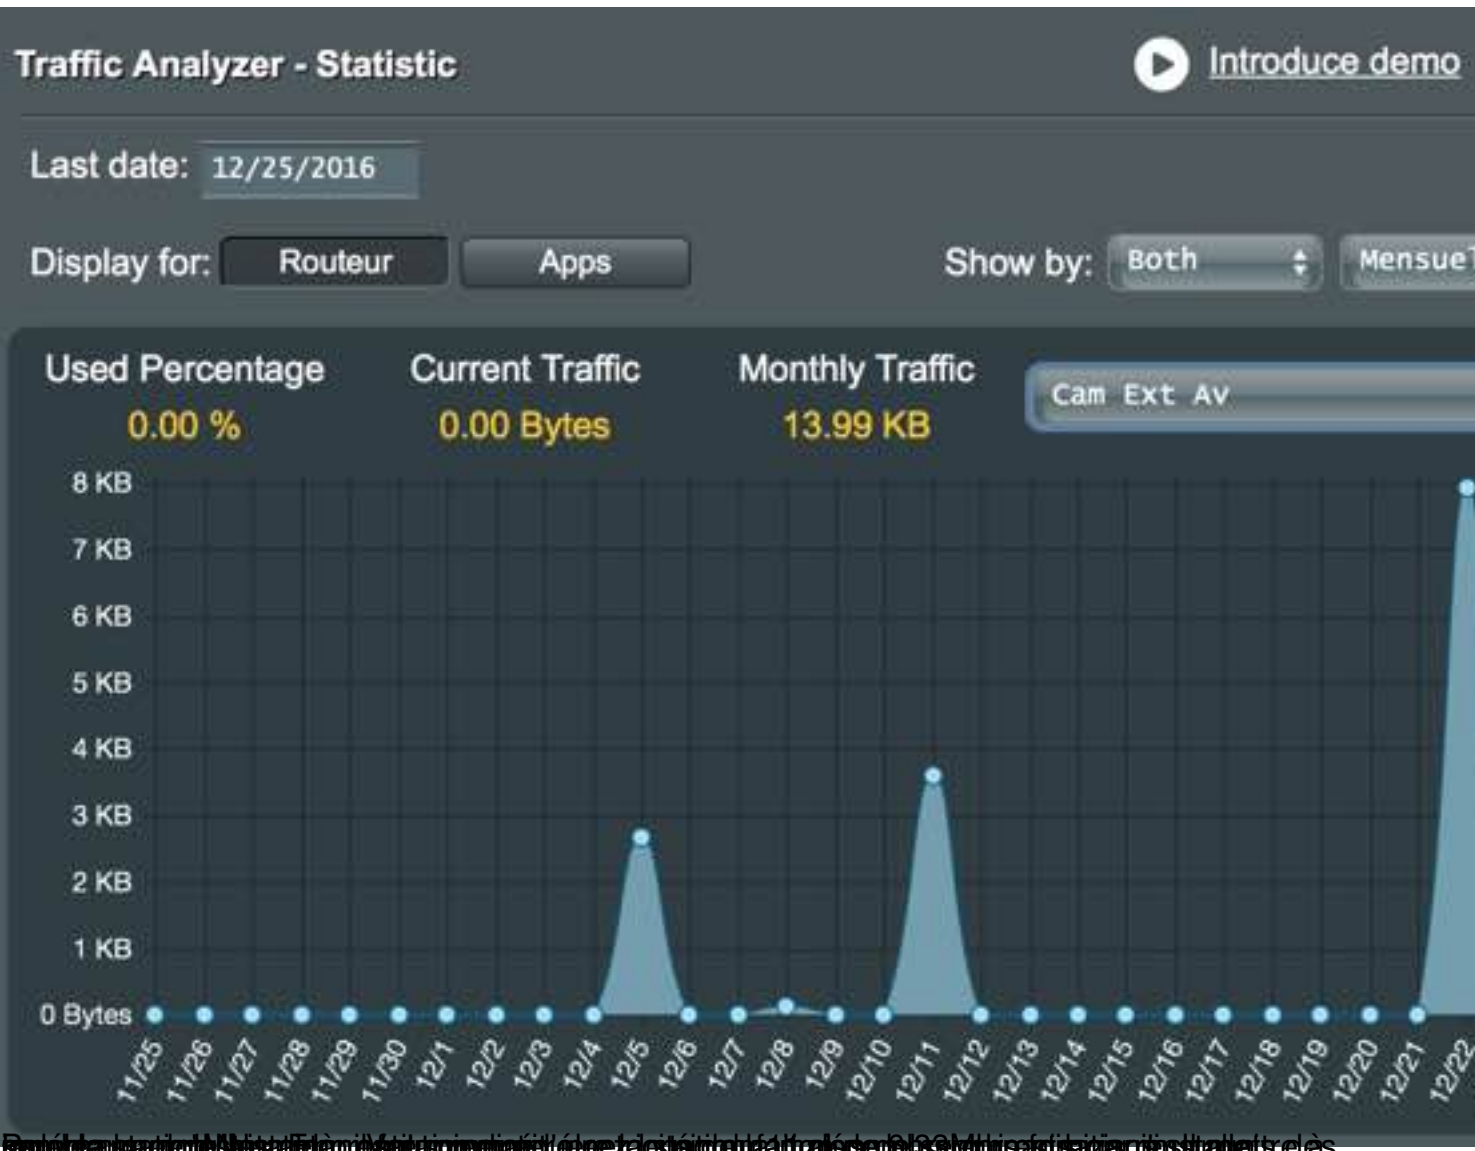 Traffic Analyzer - Statistic
Introduce demo
Last date: 12/25/2016
Display for: Routeur Apps
Show by: Both Mensuel
Used Percentage Current Traffic Monthly Traffic
Cam Ext Av
0.00 % 0.00 Bytes 13.99 KB
8 KB
7 KB
6 KB
5 KB
4 KB
3 KB
2 KB
1 KB
0 Bytes
11/25 11/26 11/27 11/28 11/29 11/30 12/1 12/2 12/3 12/4 12/5 12/6 12/7 12/8 12/9 12/10 12/11 12/12 12/13 12/14 12/15 12/16 12/17 12/18 12/19 12/20 12/21 12/22